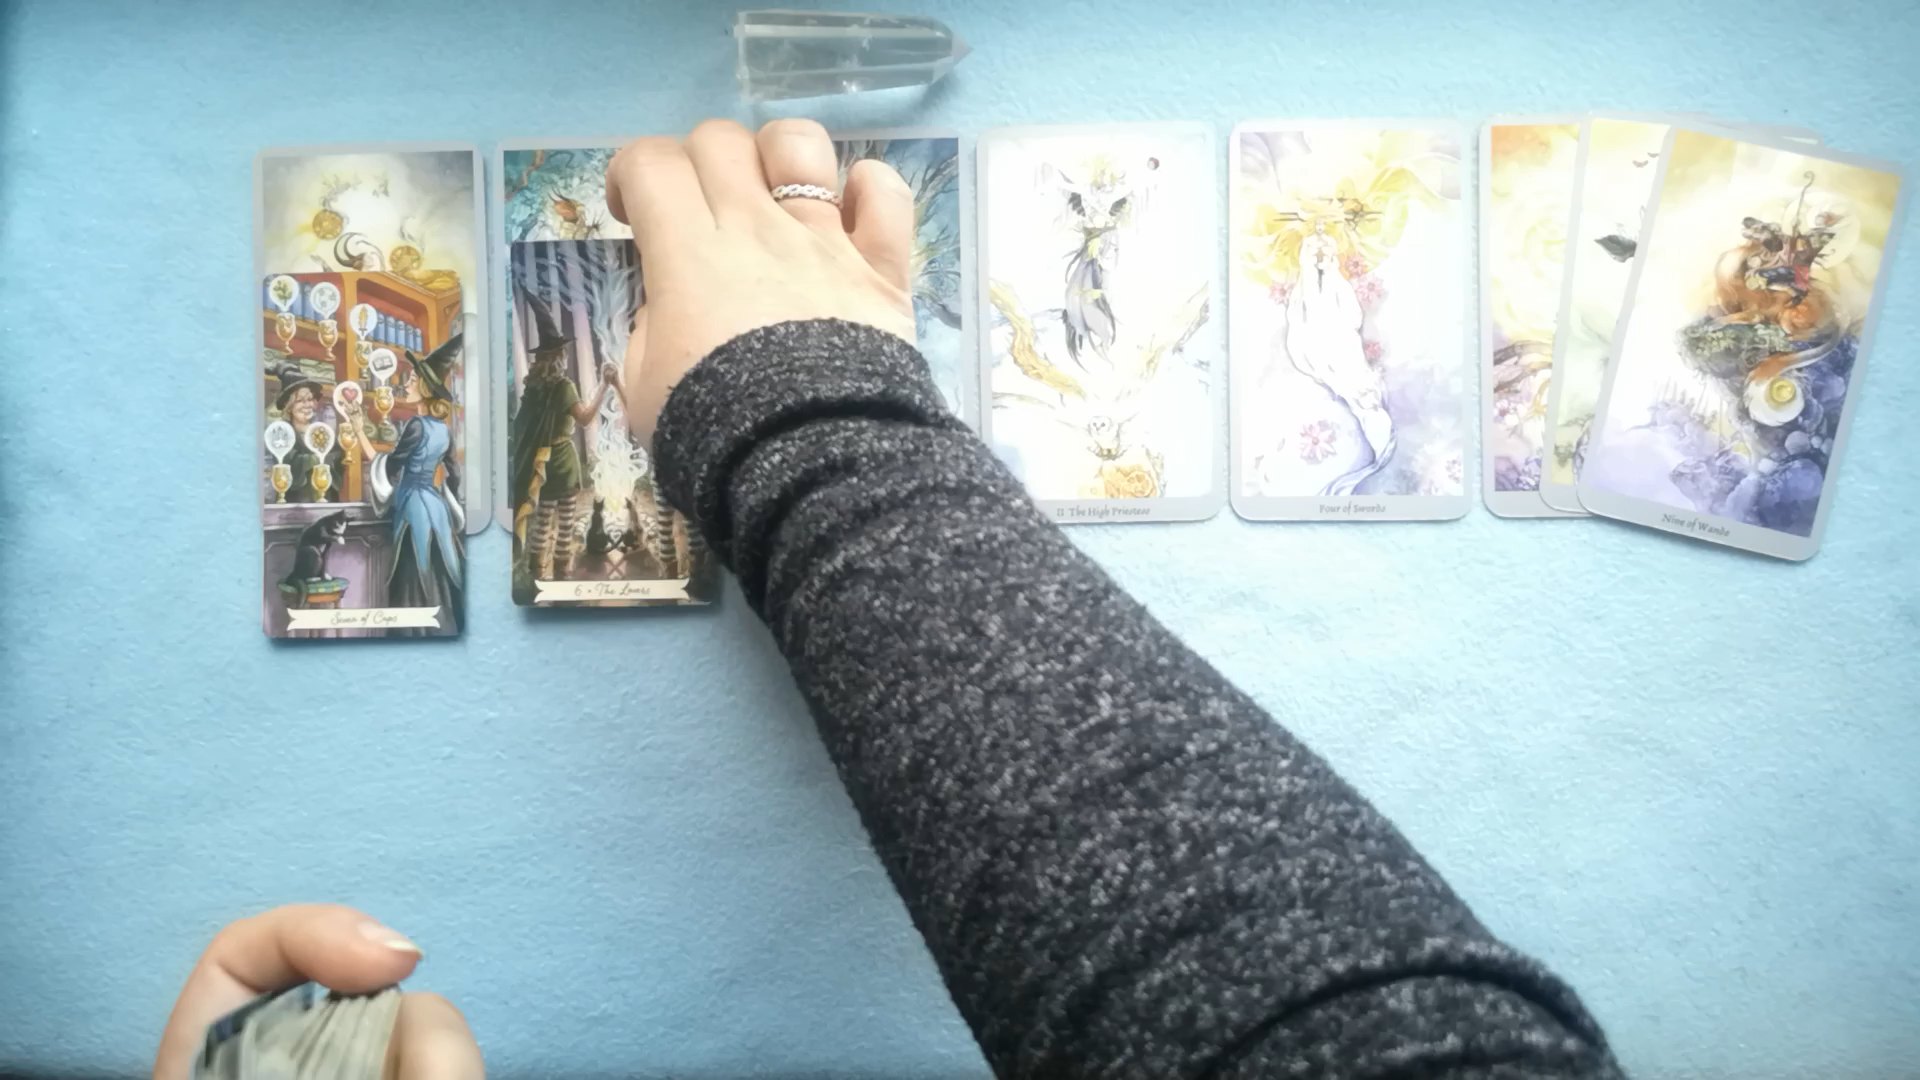 Seven of Cups
6 • The Lovers
II The High Priestess
Four of Swords
Nine of Wands